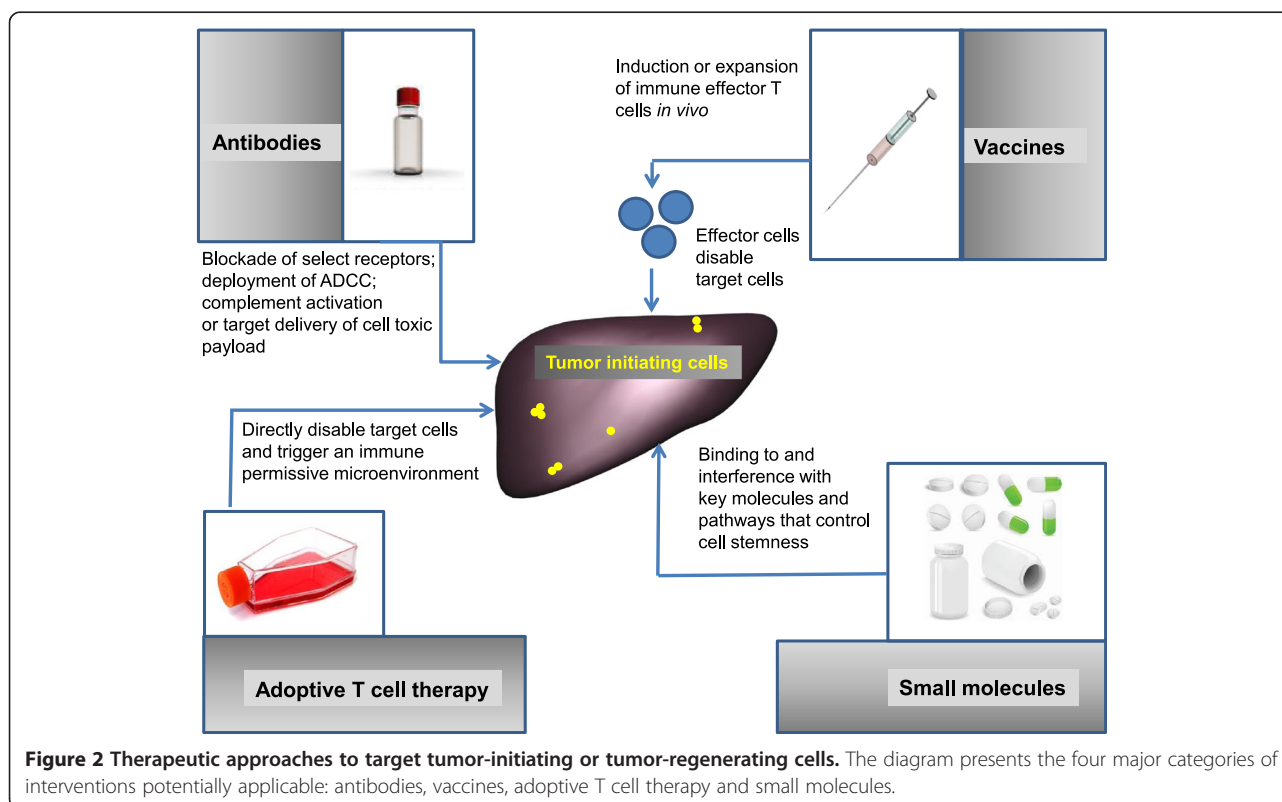 Antibodies
Blockade of select receptors;
deployment of ADCC;
complement activation
or target delivery of cell toxic
payload
Induction or expansion
of immune effector T
cells in vivo
Vaccines
Effector cells
disable
target cells
Tumor initiating cells
Directly disable target cells
and trigger an immune
permissive microenvironment
Adoptive T cell therapy
Binding to and
interference with
key molecules and
pathways that control
cell stemness
Small molecules
Figure 2 Therapeutic approaches to target tumor-initiating or tumor-regenerating cells. The diagram presents the four major categories of
interventions potentially applicable: antibodies, vaccines, adoptive T cell therapy and small molecules.